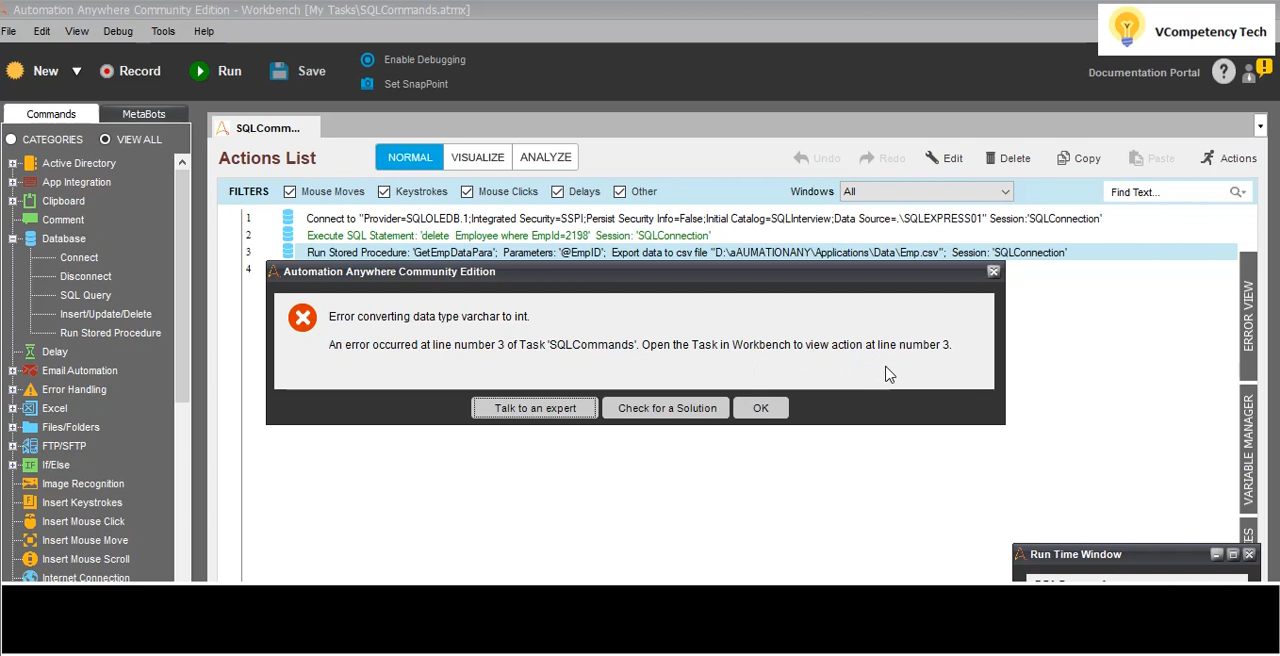 Automation Anywhere Community Edition - Workbench [My Tasks\SQLCommands.atmx]
VCompetency Tech
File Edit View Debug Tools Help
New Record Run Save
Enable Debugging
Set SnapPoint
Documentation Portal ?
Commands MetaBots
CATEGORIES VIEW ALL
Active Directory
App Integration
Clipboard
Comment
Database
Connect
Disconnect
SQL Query
Insert/Update/Delete
Run Stored Procedure
Delay
Email Automation
Error Handling
Excel
Files/Folders
FTP/SFTP
If/Else
Image Recognition
Insert Keystrokes
Insert Mouse Click
Insert Mouse Move
Insert Mouse Scroll
Internet Connection
SQLComm...
Actions List NORMAL VISUALIZE ANALYZE Undo Redo Edit Delete Copy Paste Actions
FILTERS Mouse Moves Keystrokes Mouse Clicks Delays Other Windows All Find Text...
1 Connect to "Provider=SQLOLEDB.1;Integrated Security=SSPI;Persist Security Info=False;Initial Catalog=SQLInterview;Data Source=.\SQLEXPRESS01" Session:'SQLConnection'
2 Execute SQL Statement: 'delete Employee where EmpId=2198' Session: 'SQLConnection'
3 Run Stored Procedure: 'GetEmpDataPara'; Parameters: '@EmpID'; Export data to csv file "D:\aAUMATIONANY\Applications\Data\Emp.csv"; Session: 'SQLConnection'
4
Automation Anywhere Community Edition
Error converting data type varchar to int.
An error occurred at line number 3 of Task 'SQLCommands'. Open the Task in Workbench to view action at line number 3.
Talk to an expert Check for a Solution OK
ERROR VIEW
VARIABLE MANAGER
Run Time Window